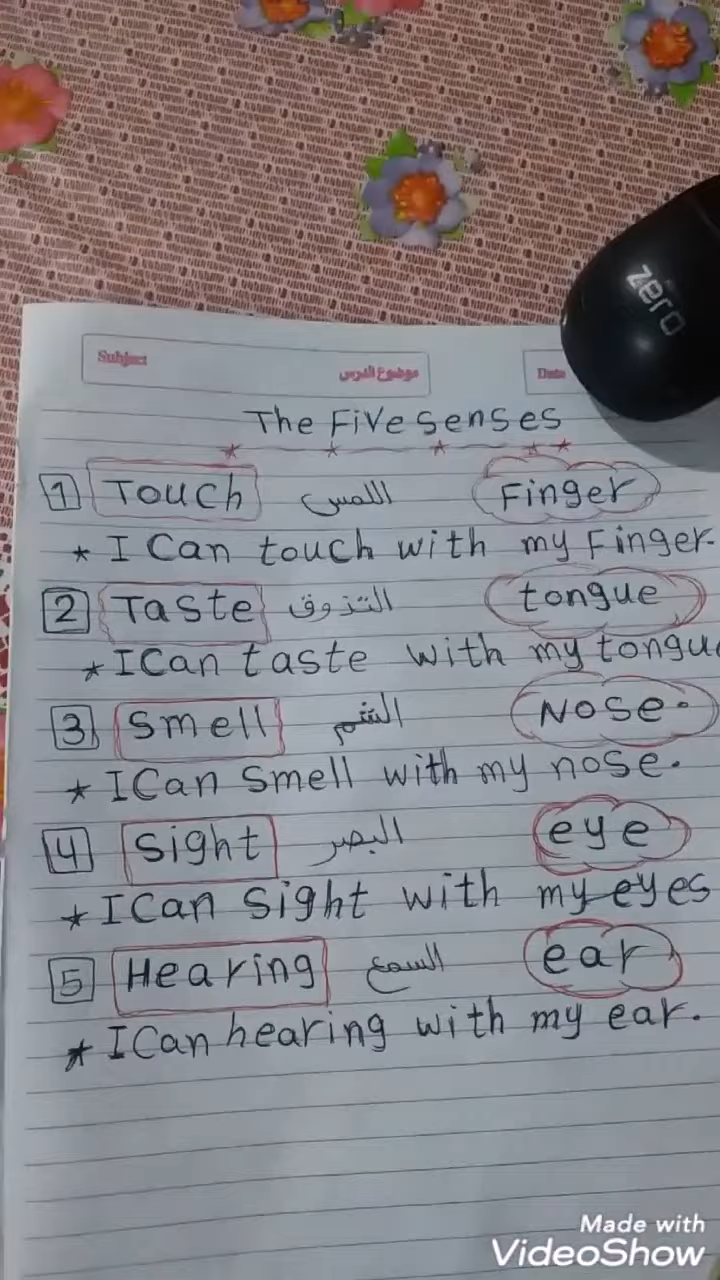 zero
Subject موضوع الدرس Date
The Five senses
1 Touch اللمس Finger
* I Can touch with my Finger.
2 Taste التذوق tongue
* I Can taste with my tongue
3 Smell الشم Nose.
* I Can Smell with my nose.
4 Sight البصر eye
* I Can Sight with my eyes
5 Hearing السمع ear
* I Can hearing with my ear.
Made with
VideoShow